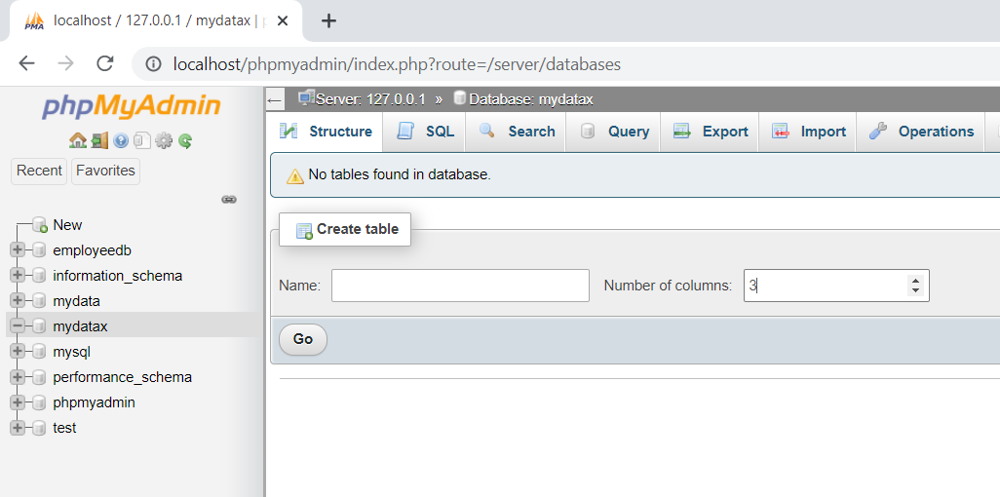 localhost / 127.0.0.1 / mydatax |
localhost/phpmyadmin/index.php?route=/server/databases
phpMyAdmin
Recent Favorites
New
employeedb
information_schema
mydata
mydatax
mysql
performance_schema
phpmyadmin
test
Server: 127.0.0.1 » Database: mydatax
Structure SQL Search Query Export Import Operations
No tables found in database.
Create table
Name: Number of columns: 3
Go